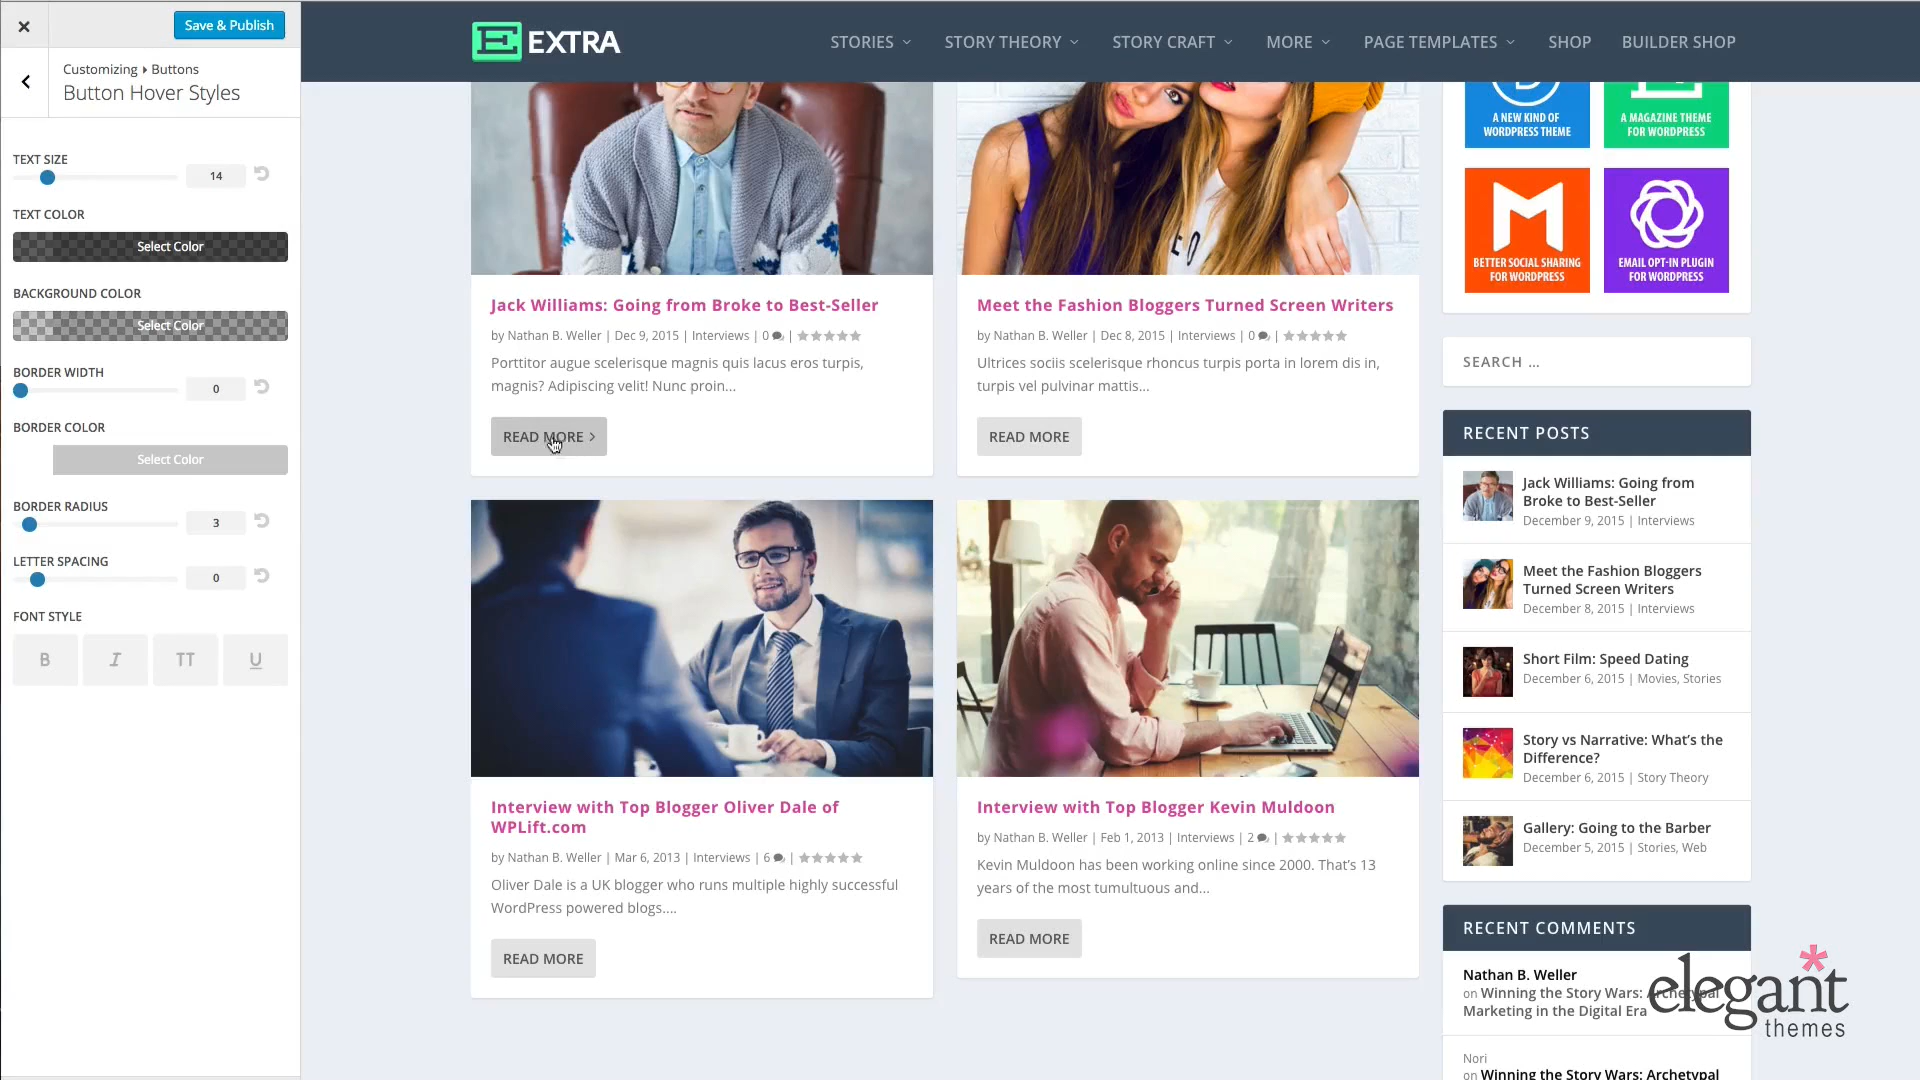 Save & Publish
Customizing ▸ Buttons
Button Hover Styles
TEXT SIZE
14
TEXT COLOR
Select Color
BACKGROUND COLOR
Select Color
BORDER WIDTH
0
BORDER COLOR
Select Color
BORDER RADIUS
3
LETTER SPACING
0
FONT STYLE
B I TT U
EXTRA
STORIES STORY THEORY STORY CRAFT MORE PAGE TEMPLATES SHOP BUILDER SHOP
Jack Williams: Going from Broke to Best-Seller
by Nathan B. Weller | Dec 9, 2015 | Interviews | 0 |
Porttitor augue scelerisque magnis quis lacus eros turpis,
magnis? Adipiscing velit! Nunc proin...
READ MORE
Meet the Fashion Bloggers Turned Screen Writers
by Nathan B. Weller | Dec 8, 2015 | Interviews | 0 |
Ultrices sociis scelerisque rhoncus turpis porta in lorem dis in,
turpis vel pulvinar mattis...
READ MORE
Interview with Top Blogger Oliver Dale of
WPLift.com
by Nathan B. Weller | Mar 6, 2013 | Interviews | 6 |
Oliver Dale is a UK blogger who runs multiple highly successful
WordPress powered blogs....
READ MORE
Interview with Top Blogger Kevin Muldoon
by Nathan B. Weller | Feb 1, 2013 | Interviews | 2 |
Kevin Muldoon has been working online since 2000. That's 13
years of the most tumultuous and...
READ MORE
A NEW KIND OF
WORDPRESS THEME
A MAGAZINE THEME
FOR WORDPRESS
BETTER SOCIAL SHARING
FOR WORDPRESS
EMAIL OPT-IN PLUGIN
FOR WORDPRESS
SEARCH ...
RECENT POSTS
Jack Williams: Going from
Broke to Best-Seller
December 9, 2015 | Interviews
Meet the Fashion Bloggers
Turned Screen Writers
December 8, 2015 | Interviews
Short Film: Speed Dating
December 6, 2015 | Movies, Stories
Story vs Narrative: What's the
Difference?
December 6, 2015 | Story Theory
Gallery: Going to the Barber
December 5, 2015 | Stories, Web
RECENT COMMENTS
Nathan B. Weller
on Winning the Story Wars: Archetypal
Marketing in the Digital Era
Nori
on Winning the Story Wars: Archetypal
elegant
themes